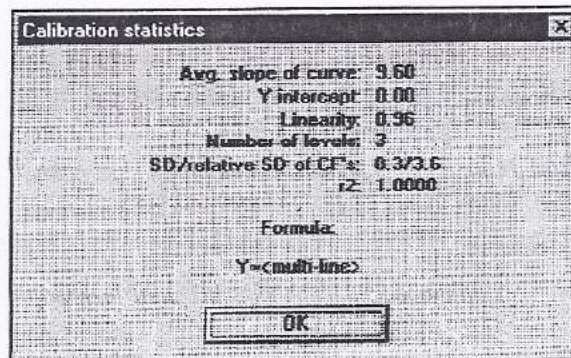 Calibration statistics
Avg. slope of curve: 9.60
Y intercept: 0.00
Linearity: 0.96
Number of levels: 3
SD/relative SD of CF's: 0.3/3.6
r2: 1.0000
Formula:
Y=<multi-line>
OK